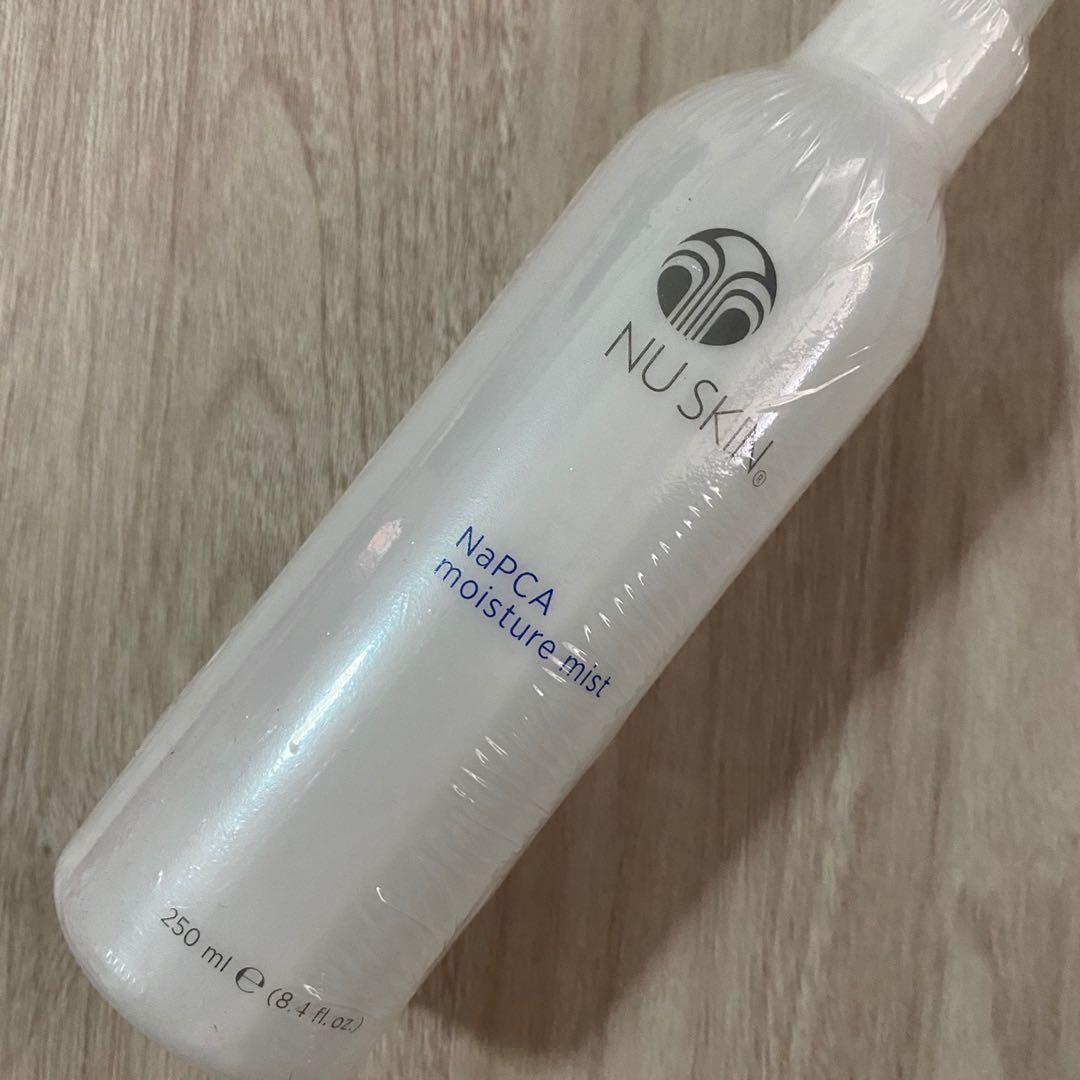 NU SKIN®
NaPCA
moisture mist
250 ml ℮ (8.4 fl.oz.)